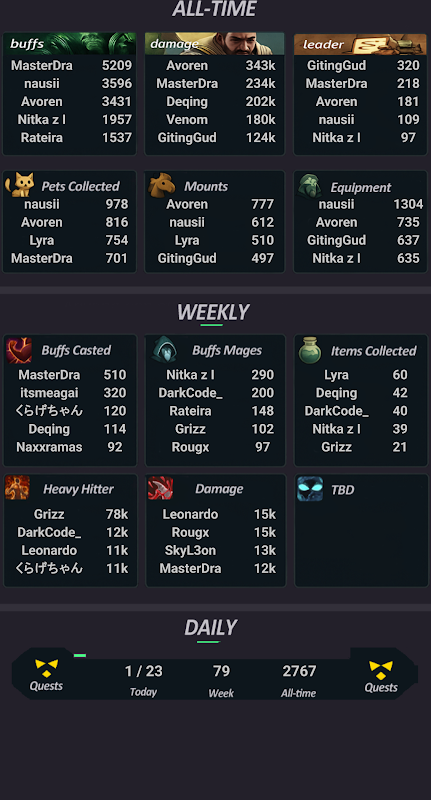 ALL-TIME
buffs
MasterDra 5209
nausii 3596
Avoren 3431
Nitka z l 1957
Rateira 1537
damage
Avoren 343k
MasterDra 234k
Deqing 202k
Venom 180k
GitingGud 124k
leader
GitingGud 320
MasterDra 218
Avoren 181
nausii 109
Nitka z l 97
Pets Collected
nausii 978
Avoren 816
Lyra 754
MasterDra 701
Mounts
Avoren 777
nausii 612
Lyra 510
GitingGud 497
Equipment
nausii 1304
Avoren 735
GitingGud 637
Nitka z l 635
WEEKLY
Buffs Casted
MasterDra 510
itsmeagai 320
くらげちゃん 120
Deqing 114
Naxxramas 92
Buffs Mages
Nitka z l 290
DarkCode_ 200
Rateira 148
Grizz 102
Rougx 97
Items Collected
Lyra 60
Deqing 42
DarkCode_ 40
Nitka z l 39
Grizz 21
Heavy Hitter
Grizz 78k
DarkCode_ 12k
Leonardo 11k
くらげちゃん 11k
Damage
Leonardo 15k
Rougx 15k
SkyL3on 13k
MasterDra 12k
TBD
DAILY
Quests
1 / 23
Today
79
Week
2767
All-time
Quests